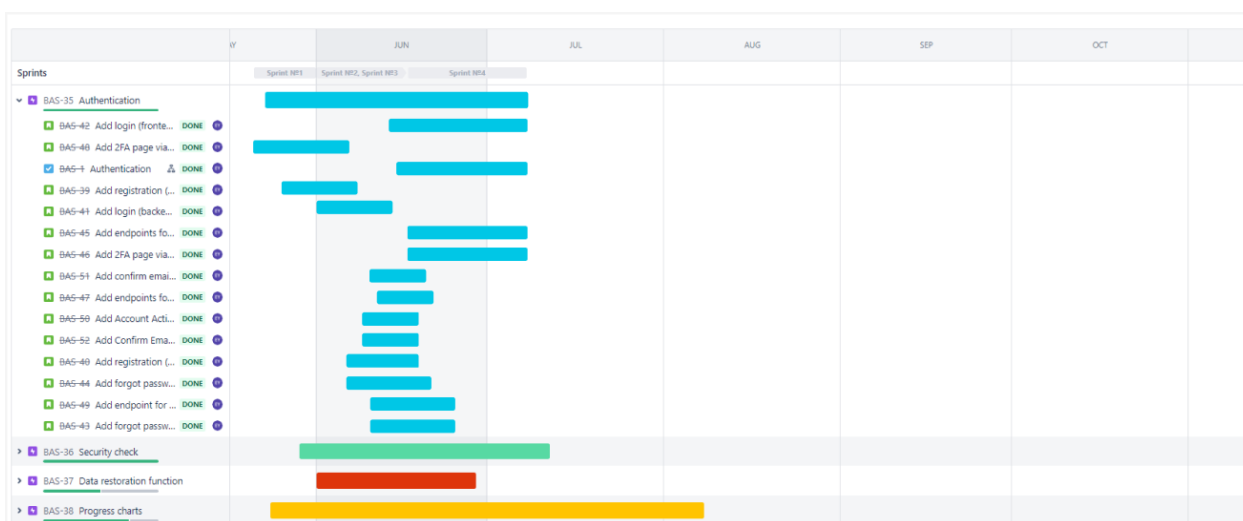 AY JUN JUL AUG SEP OCT
Sprints Sprint №1 Sprint №2, Sprint №3 Sprint №4
BAS-35 Authentication
BAS-42 Add login (fronte... DONE
BAS-48 Add 2FA page via... DONE
BAS-1 Authentication DONE
BAS-39 Add registration (... DONE
BAS-41 Add login (backe... DONE
BAS-45 Add endpoints fo... DONE
BAS-46 Add 2FA page via... DONE
BAS-51 Add confirm emai... DONE
BAS-47 Add endpoints fo... DONE
BAS-50 Add Account Acti... DONE
BAS-52 Add Confirm Ema... DONE
BAS-40 Add registration (... DONE
BAS-44 Add forgot passw... DONE
BAS-49 Add endpoint for ... DONE
BAS-43 Add forgot passw... DONE
BAS-36 Security check
BAS-37 Data restoration function
BAS-38 Progress charts